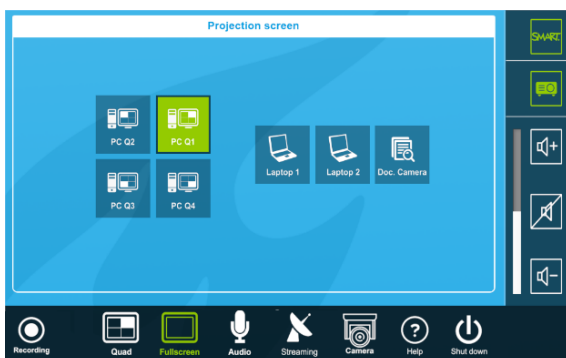 Projection screen
SMART
PC Q2
PC Q1
Laptop 1
Laptop 2
Doc. Camera
PC Q3
PC Q4
Recording
Quad
Fullscreen
Audio
Streaming
Camera
Help
Shut down